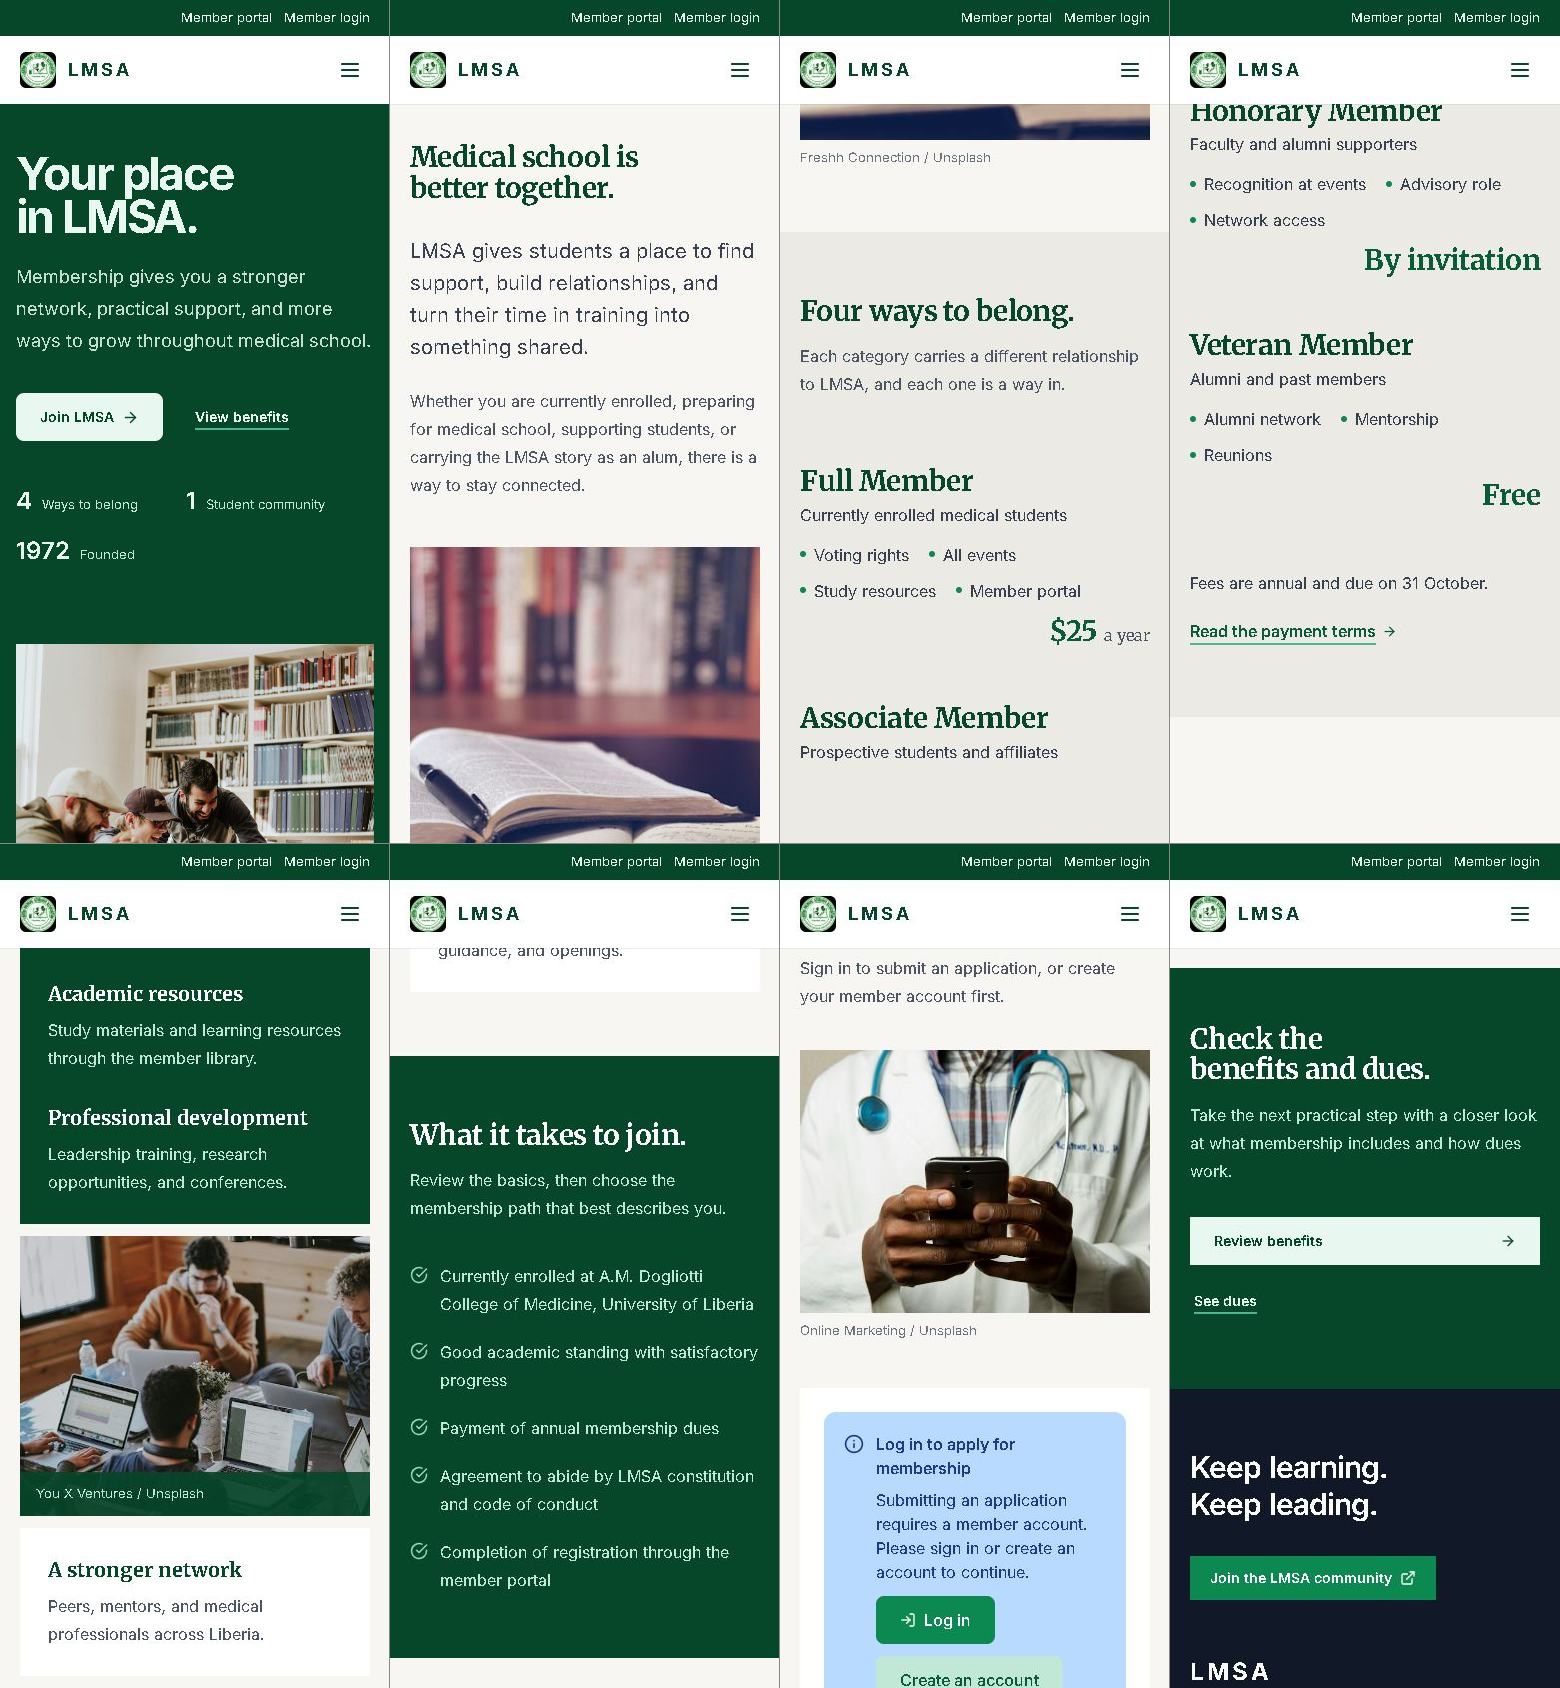 Member portal Member login
LMSA
Your place
in LMSA.
Membership gives you a stronger
network, practical support, and more
ways to grow throughout medical school.
Join LMSA
View benefits
4 Ways to belong
1 Student community
1972 Founded
Member portal Member login
LMSA
Medical school is
better together.
LMSA gives students a place to find
support, build relationships, and
turn their time in training into
something shared.
Whether you are currently enrolled, preparing
for medical school, supporting students, or
carrying the LMSA story as an alum, there is a
way to stay connected.
Member portal Member login
LMSA
Freshh Connection / Unsplash
Four ways to belong.
Each category carries a different relationship
to LMSA, and each one is a way in.
Full Member
Currently enrolled medical students
Voting rights
All events
Study resources
Member portal
$25 a year
Associate Member
Prospective students and affiliates
Member portal Member login
LMSA
Honorary Member
Faculty and alumni supporters
Recognition at events
Advisory role
Network access
By invitation
Veteran Member
Alumni and past members
Alumni network
Mentorship
Reunions
Free
Fees are annual and due on 31 October.
Read the payment terms
Member portal Member login
LMSA
Academic resources
Study materials and learning resources
through the member library.
Professional development
Leadership training, research
opportunities, and conferences.
You X Ventures / Unsplash
A stronger network
Peers, mentors, and medical
professionals across Liberia.
Member portal Member login
LMSA
guidance, and openings.
What it takes to join.
Review the basics, then choose the
membership path that best describes you.
Currently enrolled at A.M. Dogliotti
College of Medicine, University of Liberia
Good academic standing with satisfactory
progress
Payment of annual membership dues
Agreement to abide by LMSA constitution
and code of conduct
Completion of registration through the
member portal
Member portal Member login
LMSA
Sign in to submit an application, or create
your member account first.
Online Marketing / Unsplash
Log in to apply for
membership
Submitting an application
requires a member account.
Please sign in or create an
account to continue.
Log in
Create an account
Member portal Member login
LMSA
Check the
benefits and dues.
Take the next practical step with a closer look
at what membership includes and how dues
work.
Review benefits
See dues
Keep learning.
Keep leading.
Join the LMSA community
LMSA